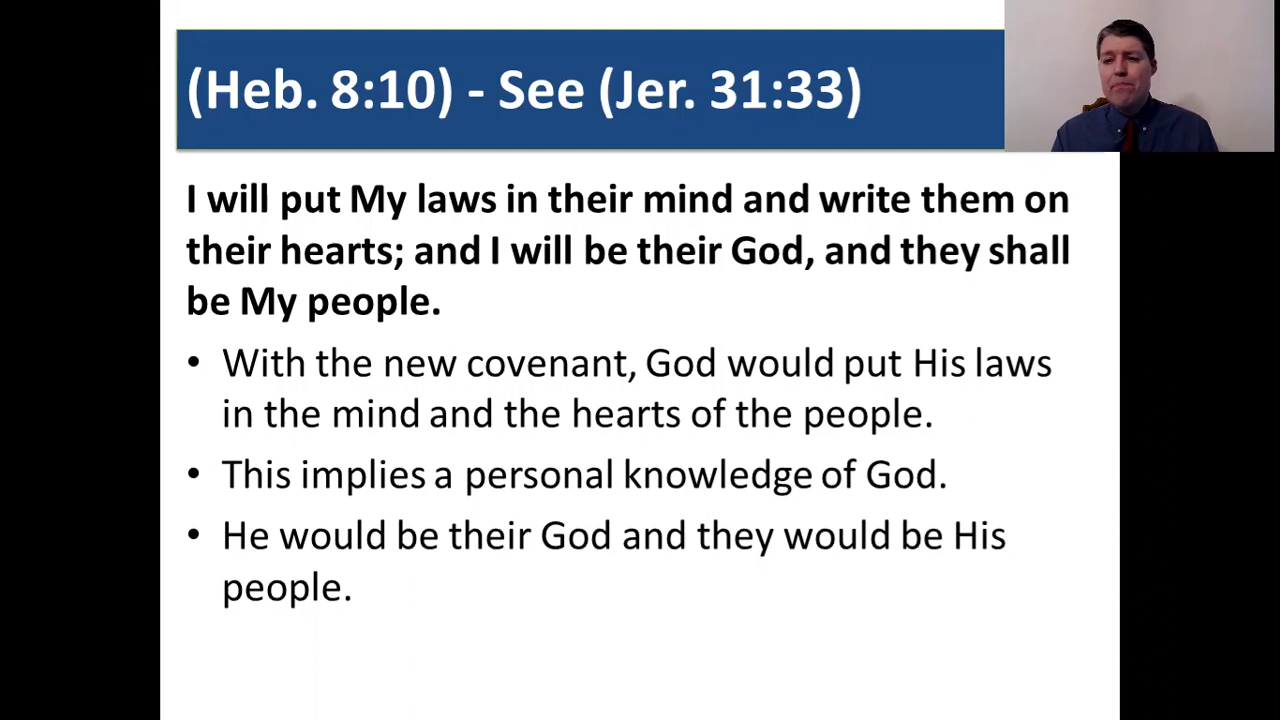 (Heb. 8:10) - See (Jer. 31:33)
I will put My laws in their mind and write them on
their hearts; and I will be their God, and they shall
be My people.
• With the new covenant, God would put His laws
in the mind and the hearts of the people.
• This implies a personal knowledge of God.
• He would be their God and they would be His
people.